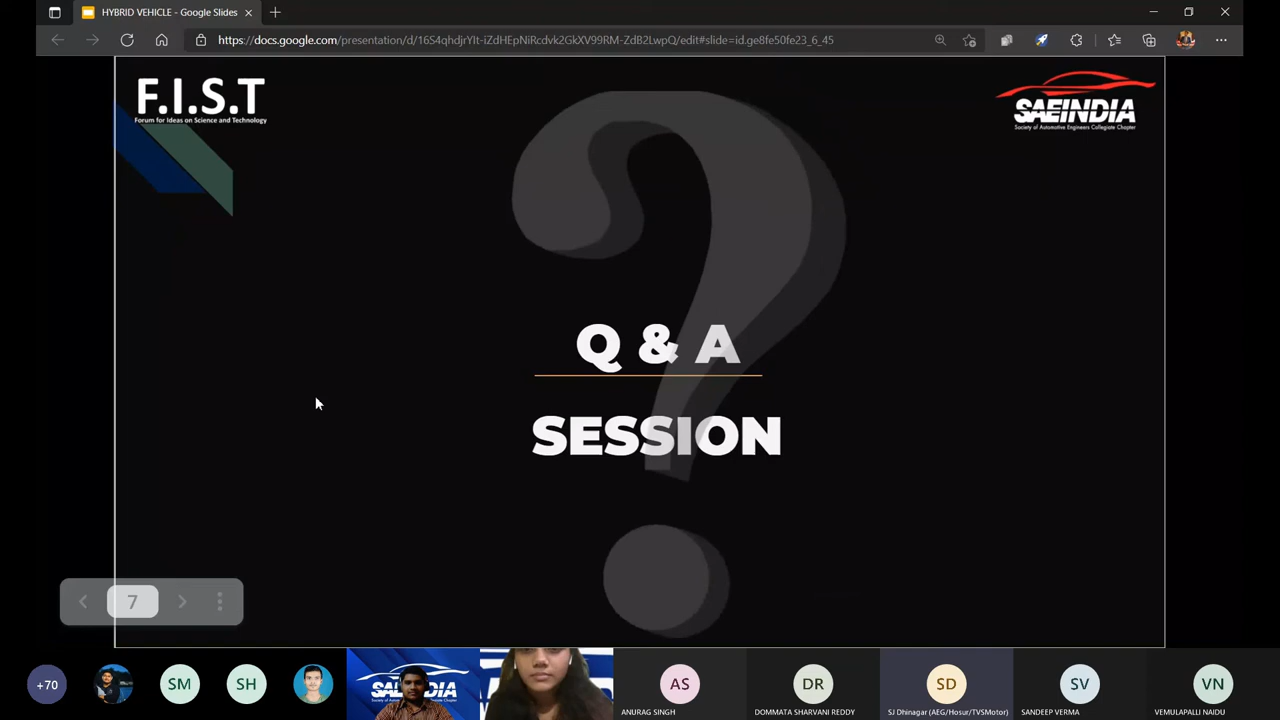 HYBRID VEHICLE - Google Slides
https://docs.google.com/presentation/d/16S4qhdjrYIt-iZdHEpNiRcdvk2GkXV99RM-ZdB2LwpQ/edit#slide=id.ge8fe50fe23_6_45
F.I.S.T
Forum for Ideas on Science and Technology
SAEINDIA
Society of Automotive Engineers Collegiate Chapter
?
Q & A
SESSION
7
+70
SM
SH
SAEINDIA
AS
DR
SD
SV
VN
ANURAG SINGH
DOMMATA SHARVANI REDDY
SJ Dhinagar (AEG/Hosur/TVSMotor)
SANDEEP VERMA
VEMULAPALLI NAIDU